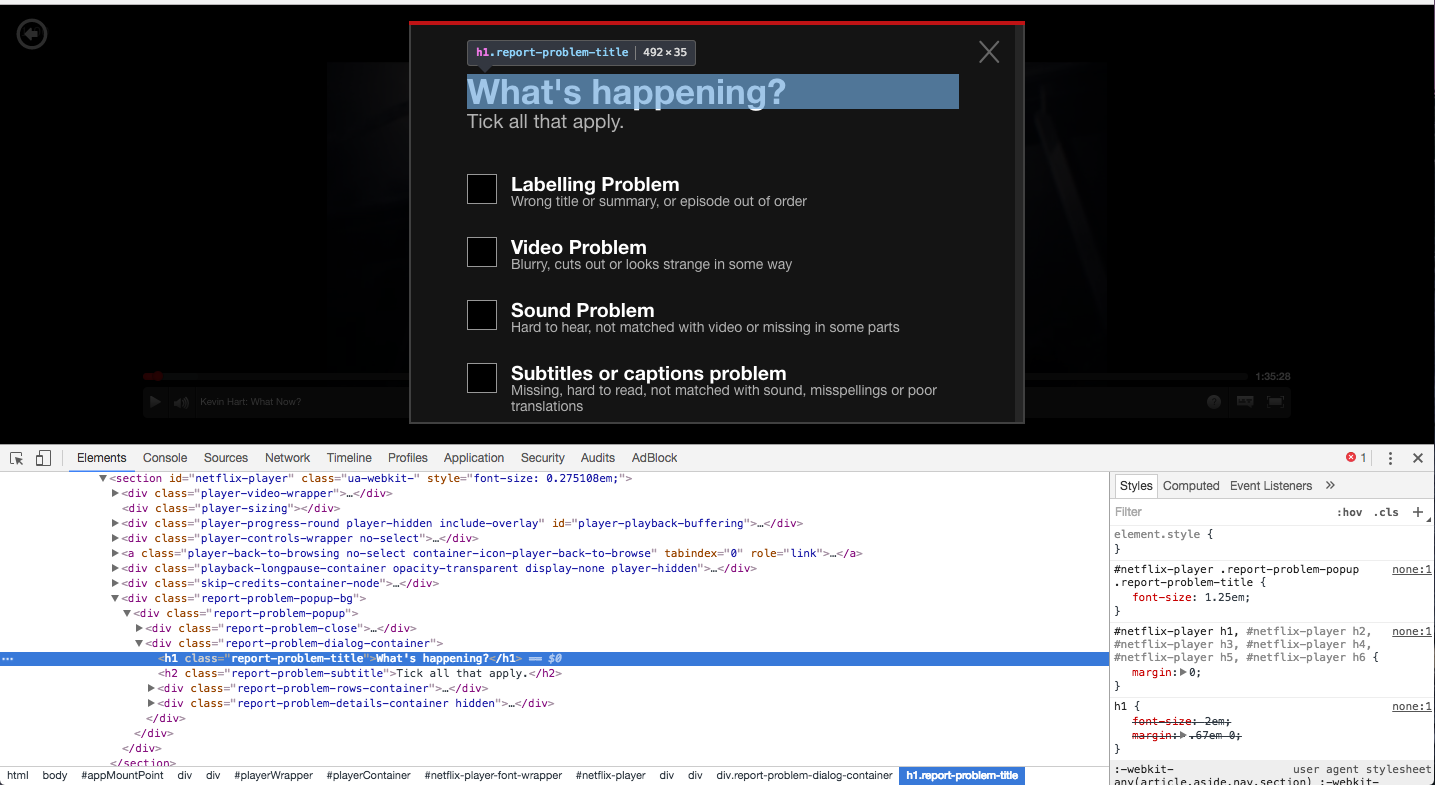 h1.report-problem-title | 492 × 35
What's happening?
Tick all that apply.
Labelling Problem
Wrong title or summary, or episode out of order
Video Problem
Blurry, cuts out or looks strange in some way
Sound Problem
Hard to hear, not matched with video or missing in some parts
Subtitles or captions problem
Missing, hard to read, not matched with sound, misspellings or poor
translations
1:35:28
Kevin Hart: What Now?
Elements Console Sources Network Timeline Profiles Application Security Audits AdBlock 1
<section id="netflix-player" class="ua-webkit-" style="font-size: 0.275108em;">
<div class="player-video-wrapper">…</div>
<div class="player-sizing"></div>
<div class="player-progress-round player-hidden include-overlay" id="player-playback-buffering">…</div>
<div class="player-controls-wrapper no-select">…</div>
<a class="player-back-to-browsing no-select container-icon-player-back-to-browse" tabindex="0" role="link">…</a>
<div class="playback-longpause-container opacity-transparent display-none player-hidden">…</div>
<div class="skip-credits-container-node">…</div>
<div class="report-problem-popup-bg">
<div class="report-problem-popup">
<div class="report-problem-close">…</div>
<div class="report-problem-dialog-container">
… <h1 class="report-problem-title">What's happening?</h1> == $0
<h2 class="report-problem-subtitle">Tick all that apply.</h2>
<div class="report-problem-rows-container">…</div>
<div class="report-problem-details-container hidden">…</div>
</div>
</div>
</div>
</section>
html body #appMountPoint div div #playerWrapper #playerContainer #netflix-player-font-wrapper #netflix-player div div div.report-problem-dialog-container h1.report-problem-title
Styles Computed Event Listeners »
Filter :hov .cls +
element.style {
}
#netflix-player .report-problem-popup none:1
.report-problem-title {
font-size: 1.25em;
}
#netflix-player h1, #netflix-player h2, none:1
#netflix-player h3, #netflix-player h4,
#netflix-player h5, #netflix-player h6 {
margin: 0;
}
h1 { none:1
font-size: 2em;
margin: .67em 0;
}
:-webkit- user agent stylesheet
any(article,aside,nav,section) :-webkit-